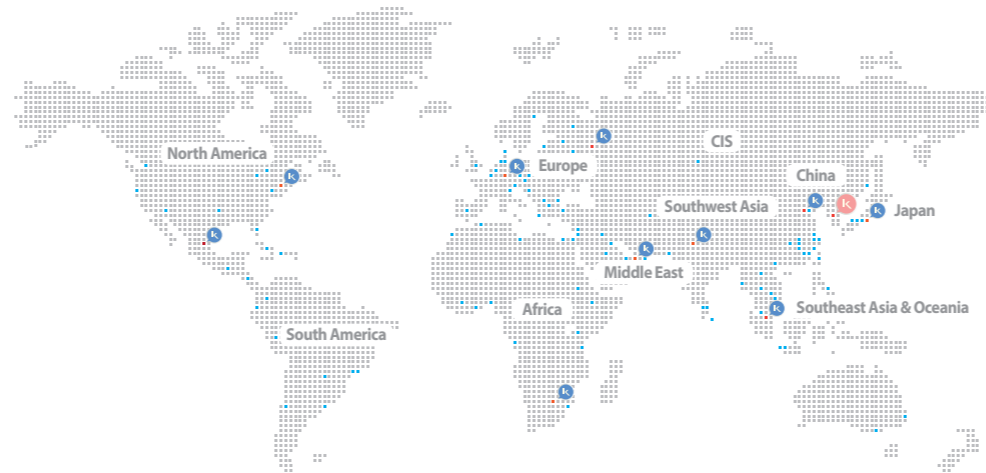 CIS
North America
Europe
China
Southwest Asia
Japan
Middle East
Southeast Asia & Oceania
Africa
South America
k
k
k
k
k
k
k
k
k
k
k